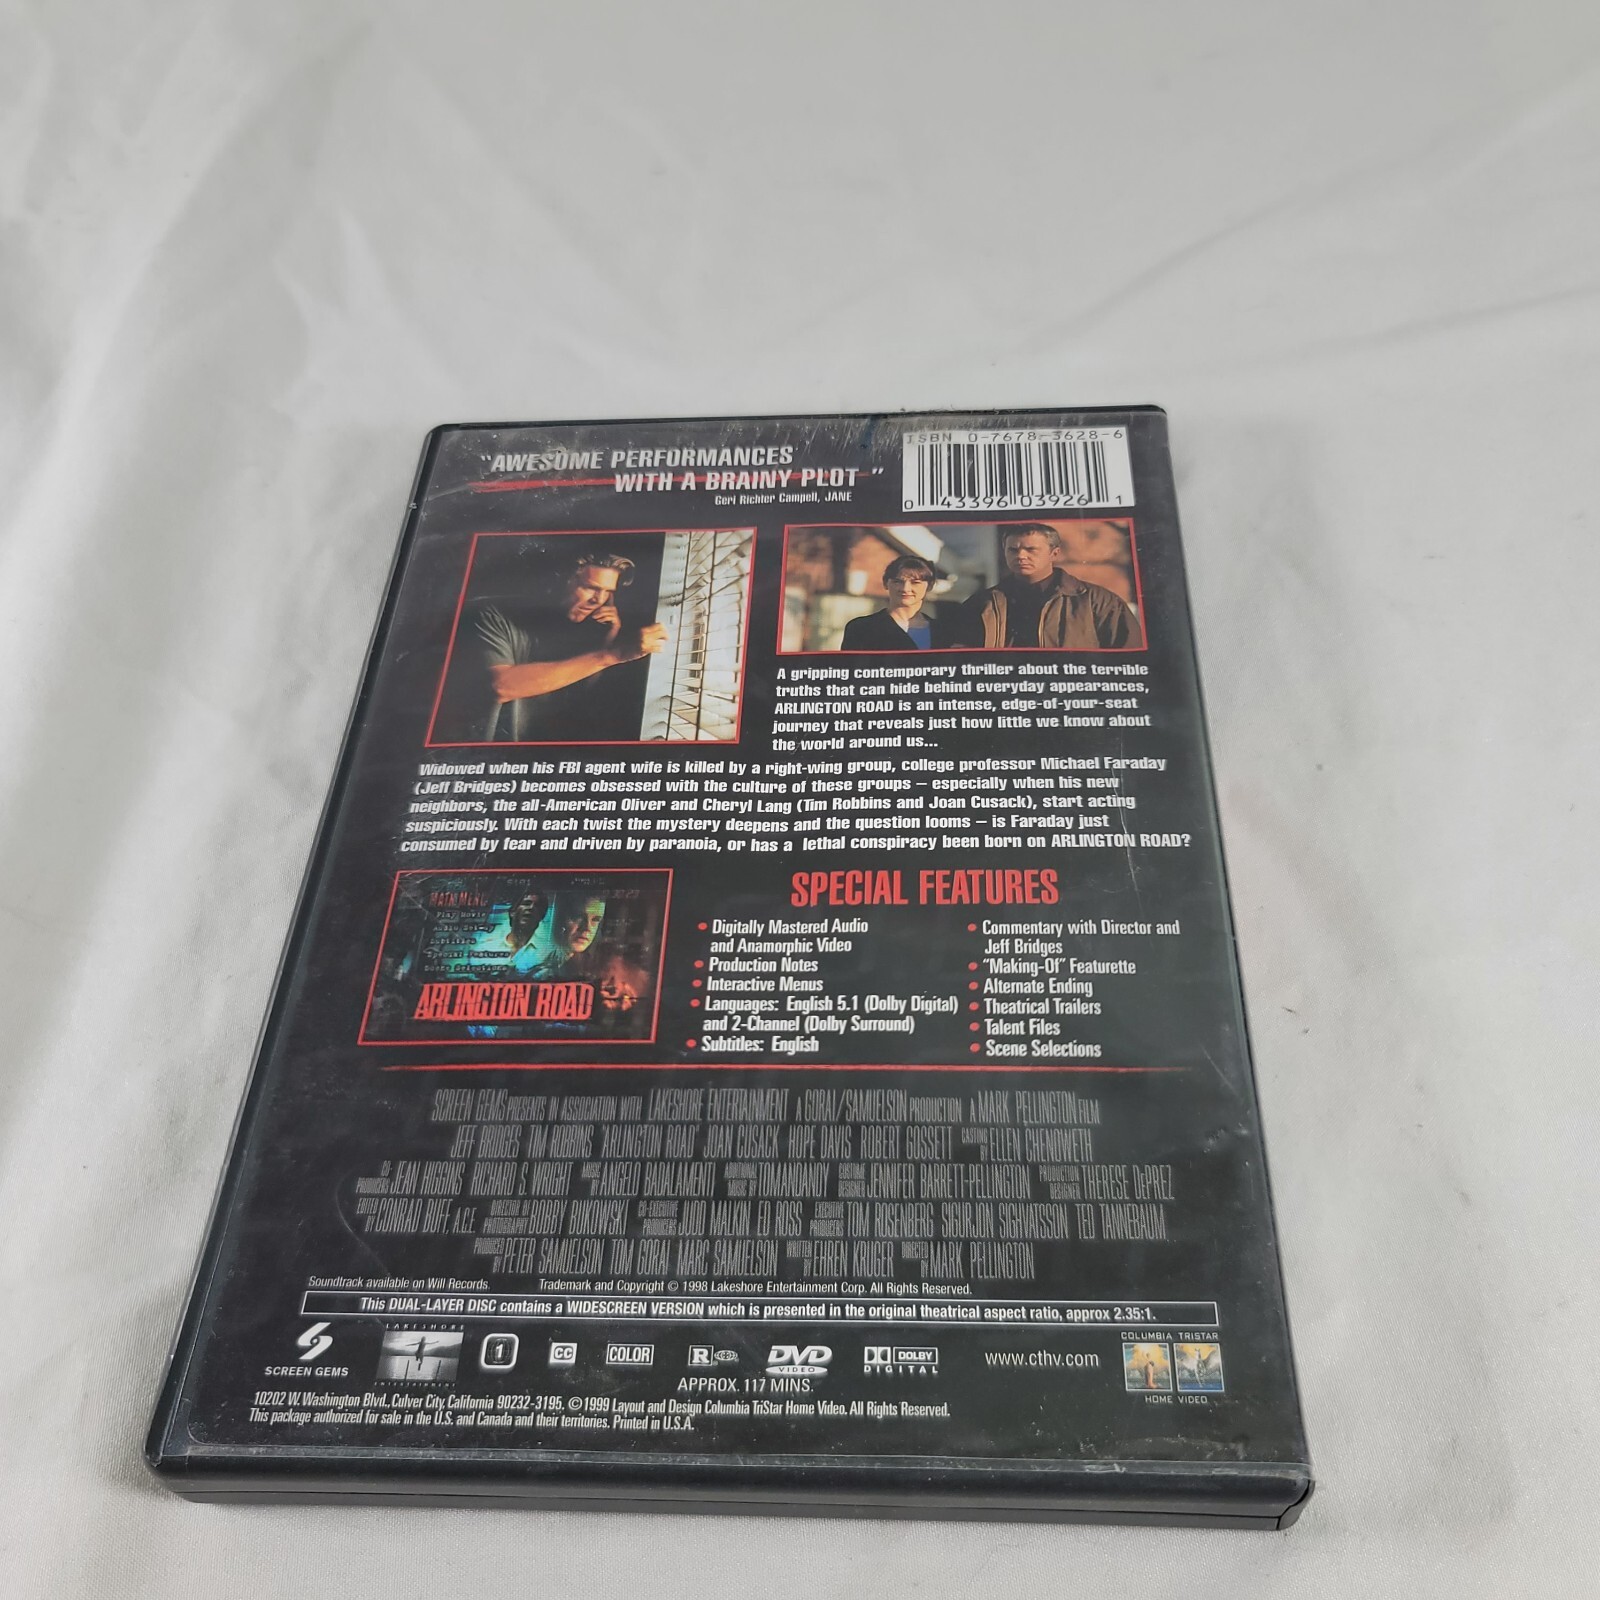 "AWESOME PERFORMANCES
WITH A BRAINY PLOT"
Geri Richter Campell, JANE
ISBN 0-7678-3628-6
0 43396 03926 1
A gripping contemporary thriller about the terrible
truths that can hide behind everyday appearances,
ARLINGTON ROAD is an intense, edge-of-your-seat
journey that reveals just how little we know about
the world around us...
Widowed when his FBI agent wife is killed by a right-wing group, college professor Michael Faraday
(Jeff Bridges) becomes obsessed with the culture of these groups – especially when his new
neighbors, the all-American Oliver and Cheryl Lang (Tim Robbins and Joan Cusack), start acting
suspiciously. With each twist the mystery deepens and the question looms – is Faraday just
consumed by fear and driven by paranoia, or has a lethal conspiracy been born on ARLINGTON ROAD?
MAIN MENU
Play Movie
Audio Set-up
Subtitles
Special Features
Scene Selections
ARLINGTON ROAD
SPECIAL FEATURES
• Digitally Mastered Audio
and Anamorphic Video
• Production Notes
• Interactive Menus
• Languages: English 5.1 (Dolby Digital)
and 2-Channel (Dolby Surround)
• Subtitles: English
• Commentary with Director and
Jeff Bridges
• "Making-Of" Featurette
• Alternate Ending
• Theatrical Trailers
• Talent Files
• Scene Selections
SCREEN GEMS PRESENTS IN ASSOCIATION WITH LAKESHORE ENTERTAINMENT A GORAI/SAMUELSON PRODUCTION A MARK PELLINGTON FILM
JEFF BRIDGES TIM ROBBINS "ARLINGTON ROAD" JOAN CUSACK HOPE DAVIS ROBERT GOSSETT CASTING BY ELLEN CHENOWETH
CO-PRODUCERS JEAN HIGGINS RICHARD S. WRIGHT MUSIC BY ANGELO BADALAMENTI ADDITIONAL MUSIC BY TOMANDANDY COSTUME DESIGNER JENNIFER BARRETT-PELLINGTON PRODUCTION DESIGNER THERESE DePREZ
EDITED BY CONRAD BUFF, A.C.E. DIRECTOR OF PHOTOGRAPHY BOBBY BUKOWSKI CO-EXECUTIVE PRODUCERS JUDD MALKIN ED ROSS EXECUTIVE PRODUCERS TOM ROSENBERG SIGURJON SIGHVATSSON TED TANNEBAUM
PRODUCED BY PETER SAMUELSON TOM GORAI MARC SAMUELSON WRITTEN BY EHREN KRUGER DIRECTED BY MARK PELLINGTON
Soundtrack available on Will Records. Trademark and Copyright © 1998 Lakeshore Entertainment Corp. All Rights Reserved.
This DUAL-LAYER DISC contains a WIDESCREEN VERSION which is presented in the original theatrical aspect ratio, approx 2.35:1.
SCREEN GEMS
LAKESHORE
ENTERTAINMENT
1
CC
COLOR
R
DVD
VIDEO
DOLBY
DIGITAL
www.cthv.com
COLUMBIA TRISTAR
HOME VIDEO
APPROX. 117 MINS.
10202 W. Washington Blvd., Culver City, California 90232-3195. © 1999 Layout and Design Columbia TriStar Home Video. All Rights Reserved.
This package authorized for sale in the U.S. and Canada and their territories. Printed in U.S.A.